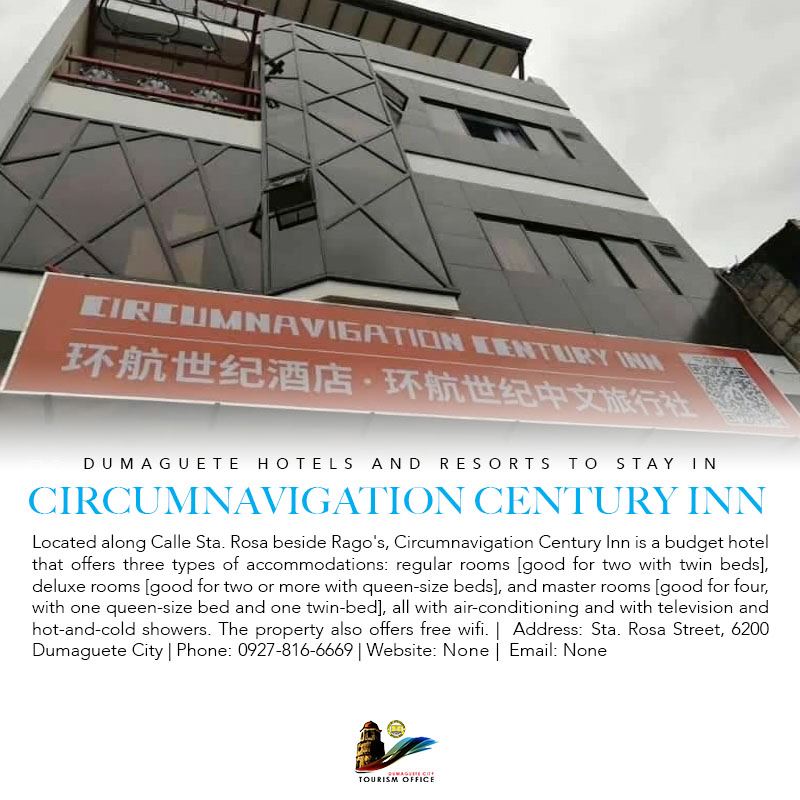 CIRCUMNAVIGATION CENTURY INN
环航世纪酒店·环航世纪中文旅行社
DUMAGUETE HOTELS AND RESORTS TO STAY IN
CIRCUMNAVIGATION CENTURY INN
Located along Calle Sta. Rosa beside Rago's, Circumnavigation Century Inn is a budget hotel
that offers three types of accommodations: regular rooms [good for two with twin beds],
deluxe rooms [good for two or more with queen-size beds], and master rooms [good for four,
with one queen-size bed and one twin-bed], all with air-conditioning and with television and
hot-and-cold showers. The property also offers free wifi. | Address: Sta. Rosa Street, 6200
Dumaguete City | Phone: 0927-816-6669 | Website: None | Email: None
DUMAGUETE CITY
TOURISM OFFICE